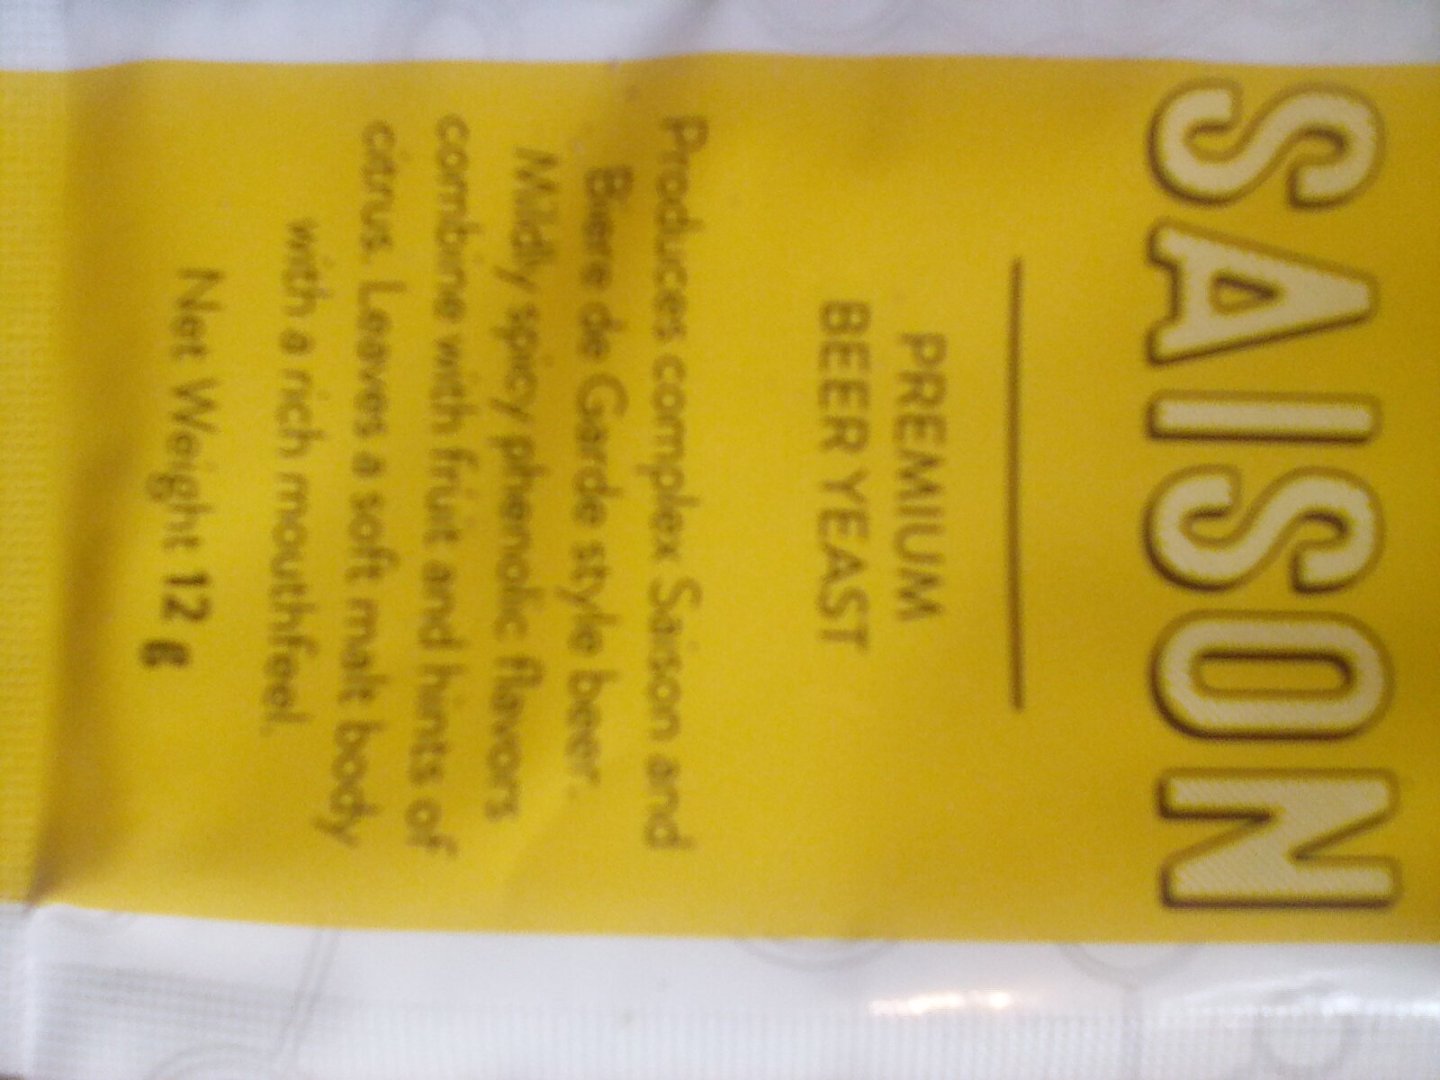 SAISON
PREMIUM
BEER YEAST
Produces complex Saison and
Biere de Garde style beer.
Mildly spicy phenolic flavors
combine with fruit and hints of
citrus. Leaves a soft malt body
with a rich mouthfeel.
Net Weight 12 g